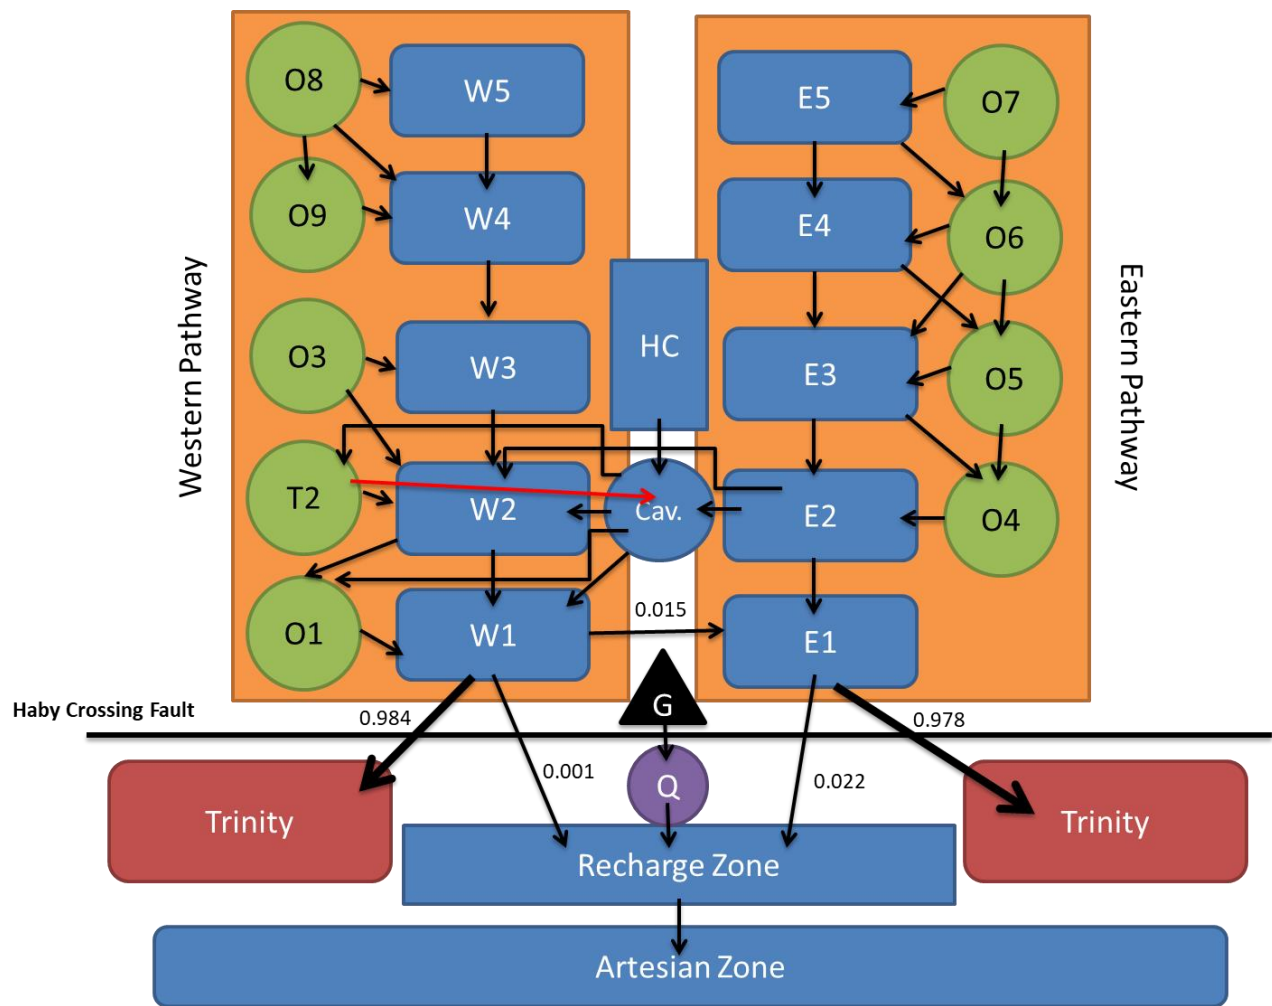 O8
W5
E5
O7
O9
W4
E4
O6
Western Pathway
Eastern Pathway
O3
W3
HC
E3
O5
T2
W2
Cav.
E2
O4
O1
W1
0.015
E1
G
Haby Crossing Fault
0.984
0.978
0.001
Q
0.022
Trinity
Trinity
Recharge Zone
Artesian Zone